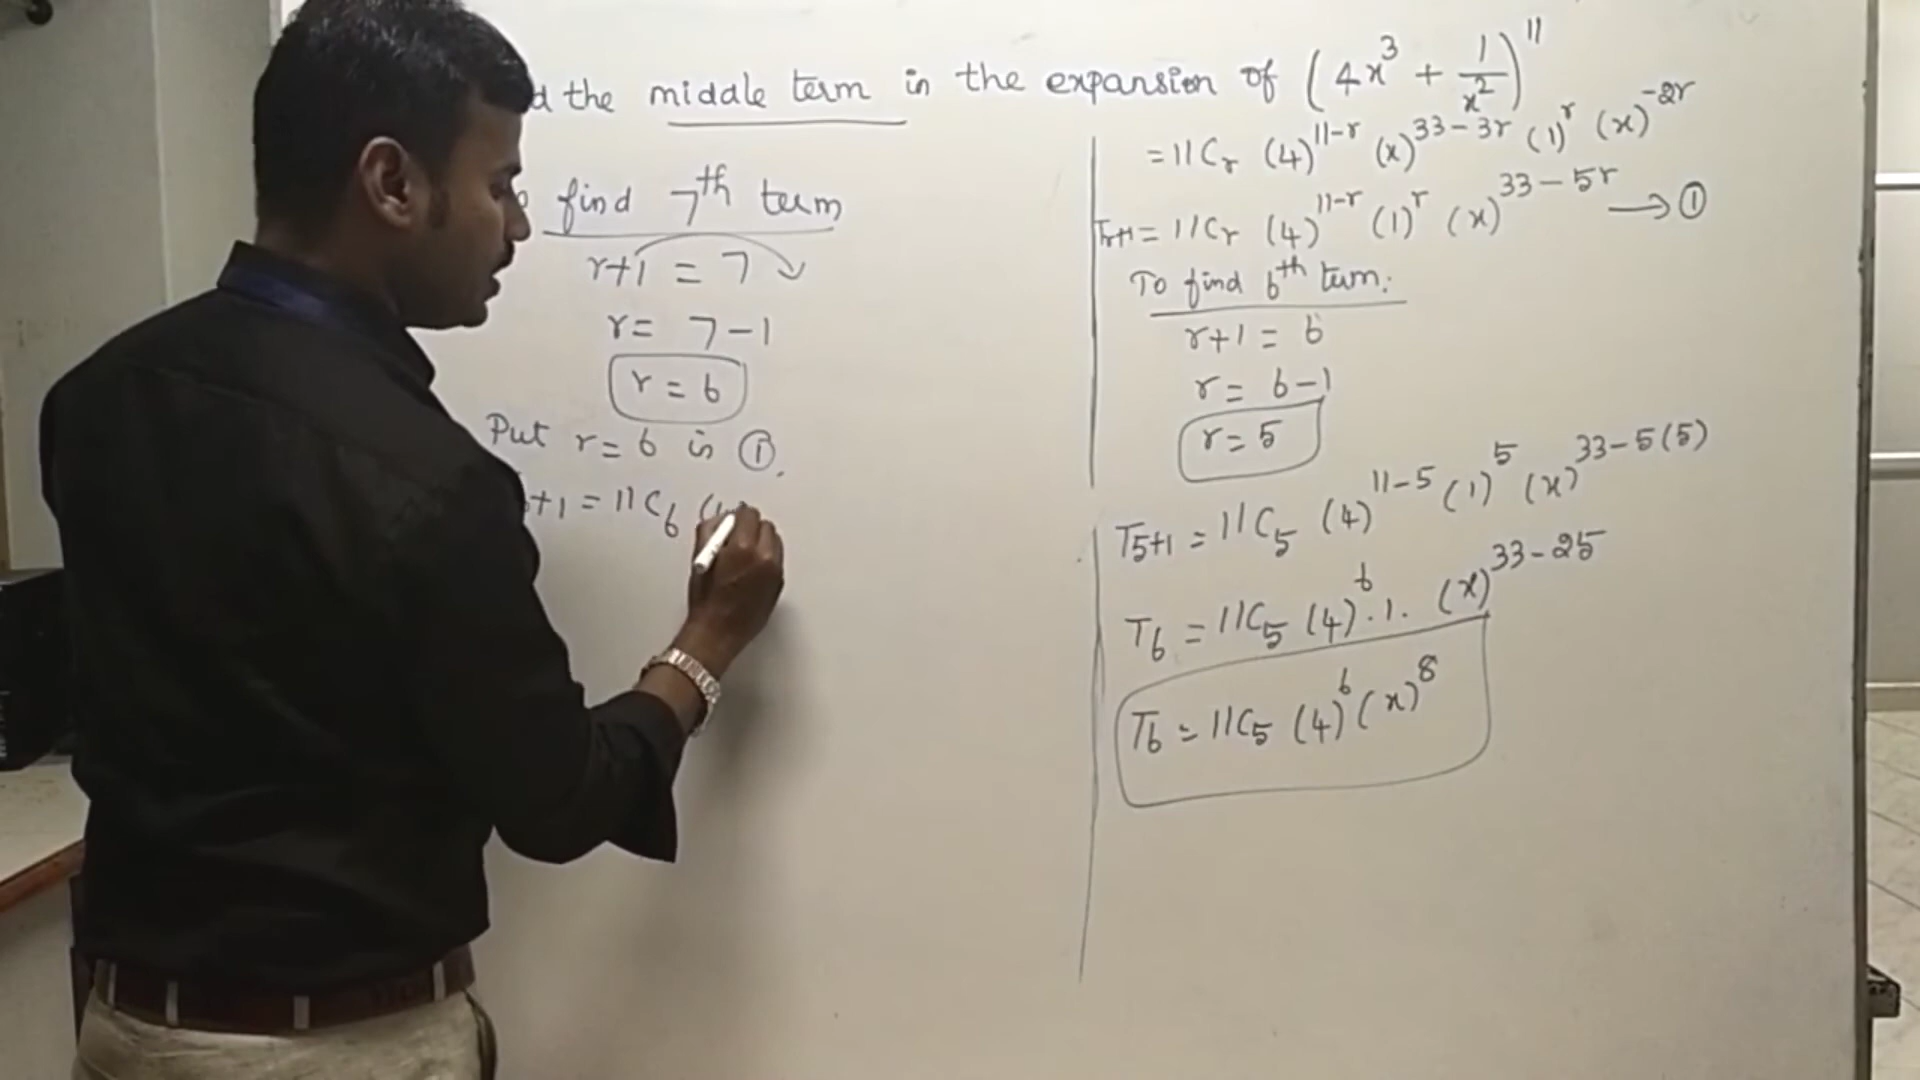 the middle term in the expansion of (4x³ + 1/x²)¹¹
find 7th term
r+1 = 7
r = 7-1
r = 6
Put r = 6 in ①.
+1 = 11C₆ (4)
= 11Cr (4)^11-r (x)^33-3r (1)^r (x)^-2r
Tr+1 = 11Cr (4)^11-r (1)^r (x)^33-5r → ①
To find 6th term:
r+1 = 6
r = 6-1
r = 5
T5+1 = 11C5 (4)^11-5 (1)^5 (x)^33-5(5)
T6 = 11C5 (4)^6 . 1 . (x)^33-25
T6 = 11C5 (4)^6 (x)^8